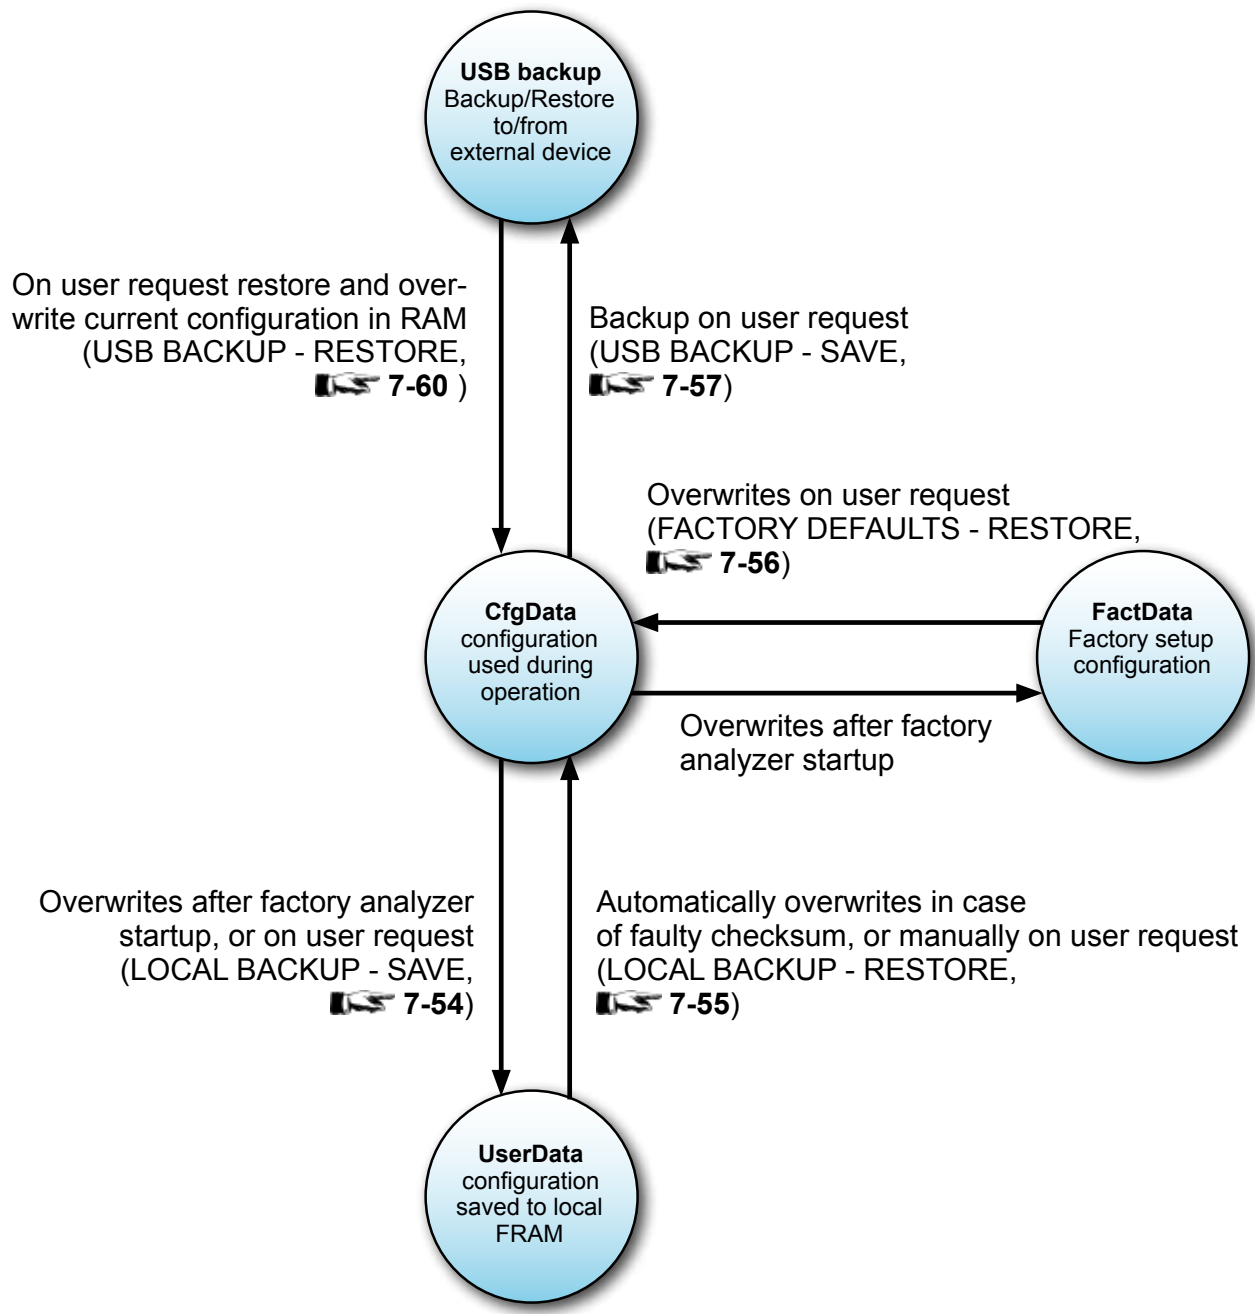 USB backup
Backup/Restore
to/from
external device
On user request restore and over-
write current configuration in RAM
(USB BACKUP - RESTORE,
7-60 )
Backup on user request
(USB BACKUP - SAVE,
7-57)
Overwrites on user request
(FACTORY DEFAULTS - RESTORE,
7-56)
CfgData
configuration
used during
operation
FactData
Factory setup
configuration
Overwrites after factory
analyzer startup
Overwrites after factory analyzer
startup, or on user request
(LOCAL BACKUP - SAVE,
7-54)
Automatically overwrites in case
of faulty checksum, or manually on user request
(LOCAL BACKUP - RESTORE,
7-55)
UserData
configuration
saved to local
FRAM